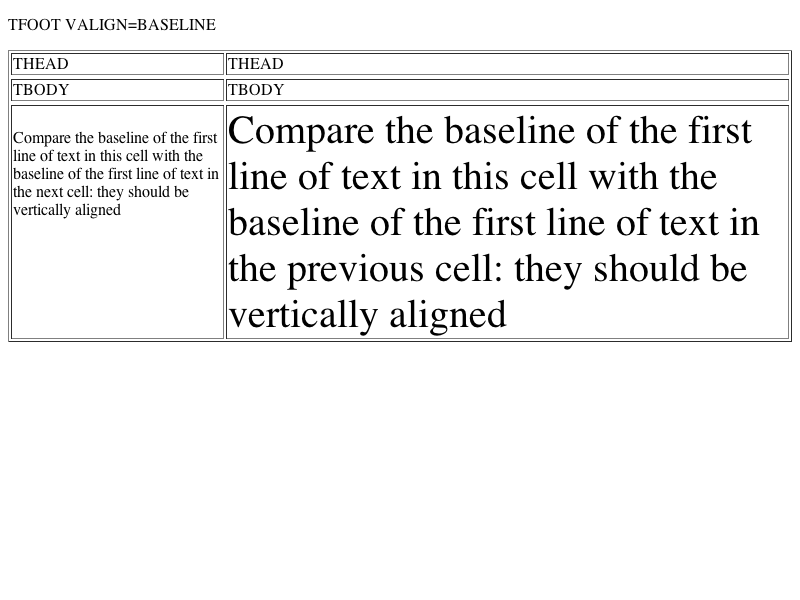 TFOOT VALIGN=BASELINE
THEAD THEAD
TBODY TBODY
Compare the baseline of the first
line of text in this cell with the
baseline of the first line of text in
the next cell: they should be
vertically aligned
Compare the baseline of the first
line of text in this cell with the
baseline of the first line of text in
the previous cell: they should be
vertically aligned